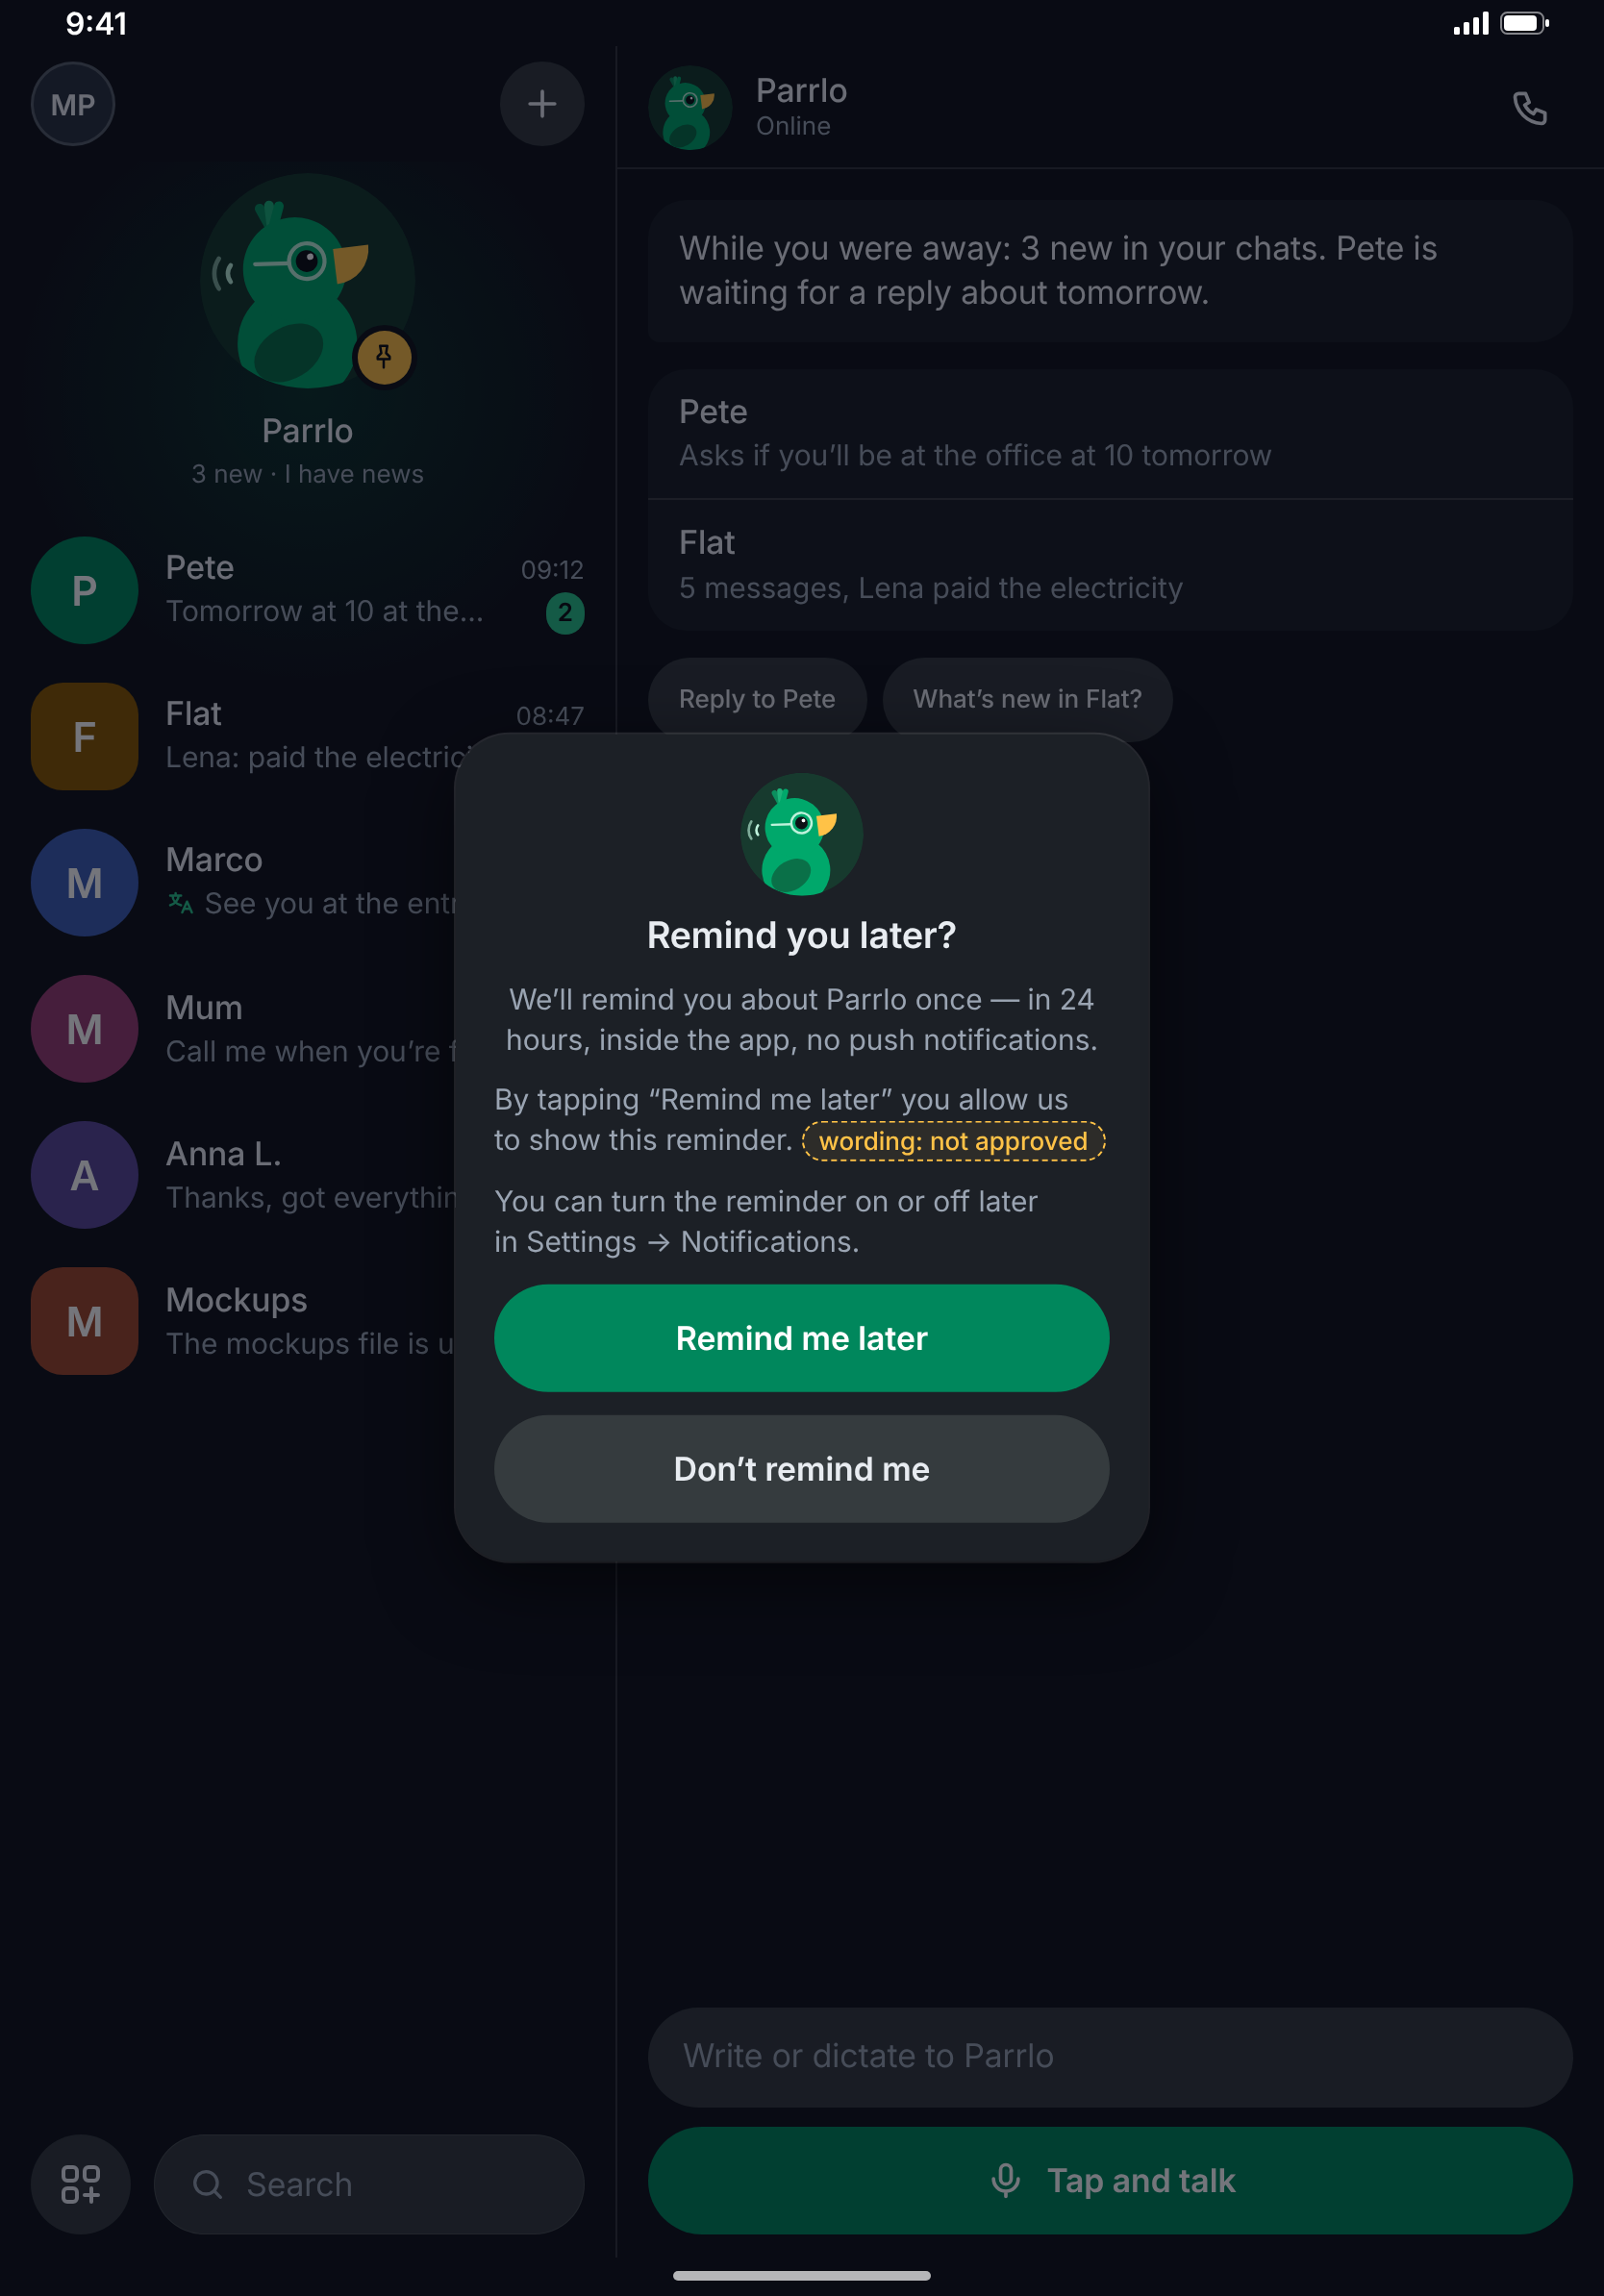 9:41
MP
Parrlo
3 new · I have news
P
Pete
09:12
Tomorrow at 10 at the...
2
F
Flat
08:47
Lena: paid the electrici
M
Marco
See you at the entr
M
Mum
Call me when you're f
A
Anna L.
Thanks, got everythin
M
Mockups
The mockups file is u
Search
Parrlo
Online
While you were away: 3 new in your chats. Pete is
waiting for a reply about tomorrow.
Pete
Asks if you'll be at the office at 10 tomorrow
Flat
5 messages, Lena paid the electricity
Reply to Pete
What's new in Flat?
Remind you later?
We'll remind you about Parrlo once — in 24
hours, inside the app, no push notifications.
By tapping “Remind me later” you allow us
to show this reminder. wording: not approved
You can turn the reminder on or off later
in Settings → Notifications.
Remind me later
Don't remind me
Write or dictate to Parrlo
Tap and talk